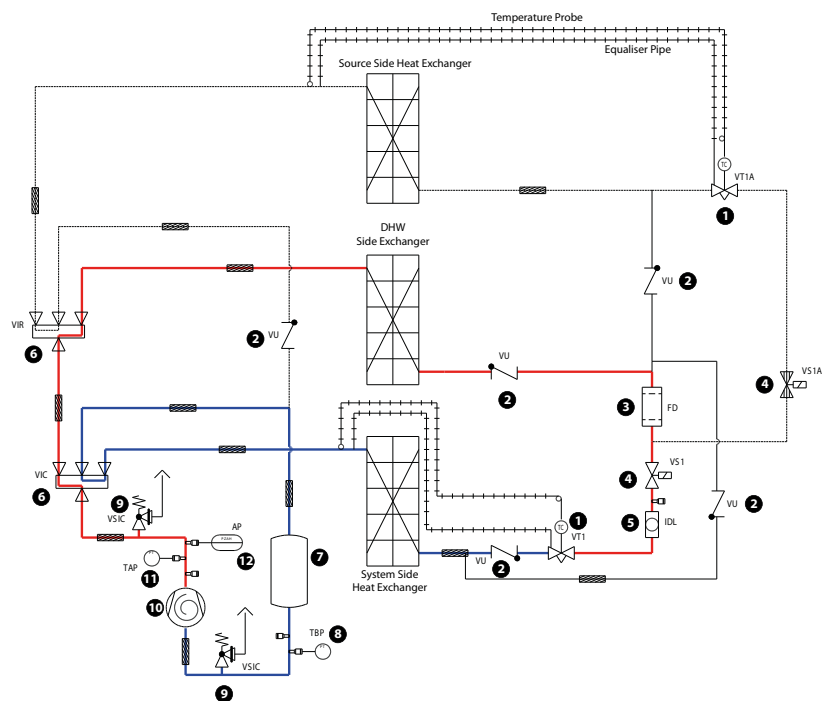 Temperature Probe
Equaliser Pipe
Source Side Heat Exchanger
TC
VT1A
1
DHW
Side Exchanger
VU
2
VIR
6
2
VU
VU
2
3
FD
VS1A
4
4
VS1
VIC
6
9
VSIC
AP
12
TAP
11
PT
10
7
5
IDL
VU
2
1
TC
VT1
VU
2
System Side
Heat Exchanger
TBP
8
PT
VSIC
9